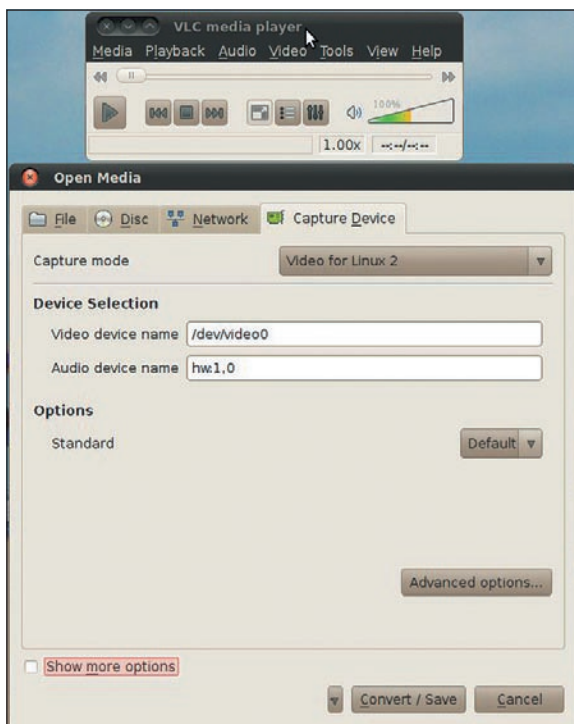 VLC media player
Media Playback Audio Video Tools View Help
100%
1.00x --:--/--:--
Open Media
File Disc Network Capture Device
Capture mode Video for Linux 2
Device Selection
Video device name /dev/video0
Audio device name hw:1,0
Options
Standard Default
Advanced options...
Show more options
Convert / Save Cancel